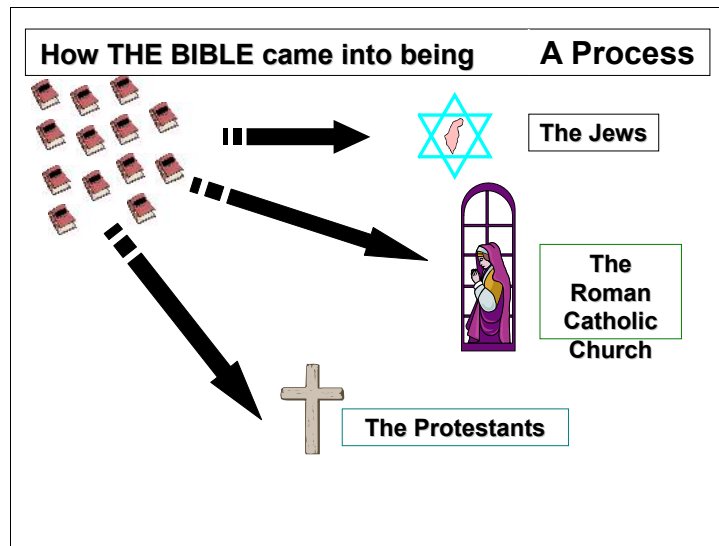 How THE BIBLE came into being A Process
The Jews
The
Roman
Catholic
Church
The Protestants